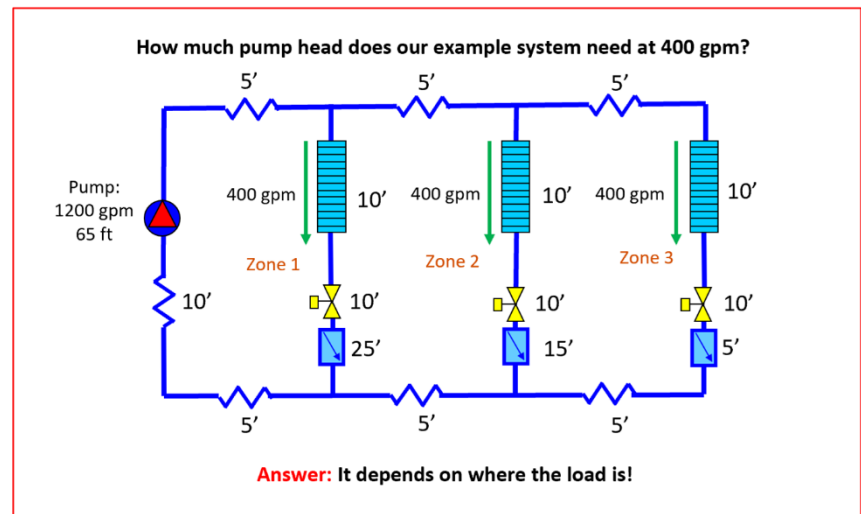 How much pump head does our example system need at 400 gpm?
5’
5’
5’
Pump:
1200 gpm
65 ft
400 gpm
10’
400 gpm
10’
400 gpm
10’
Zone 1
Zone 2
Zone 3
10’
10’
10’
10’
25’
15’
5’
5’
5’
5’
Answer: It depends on where the load is!